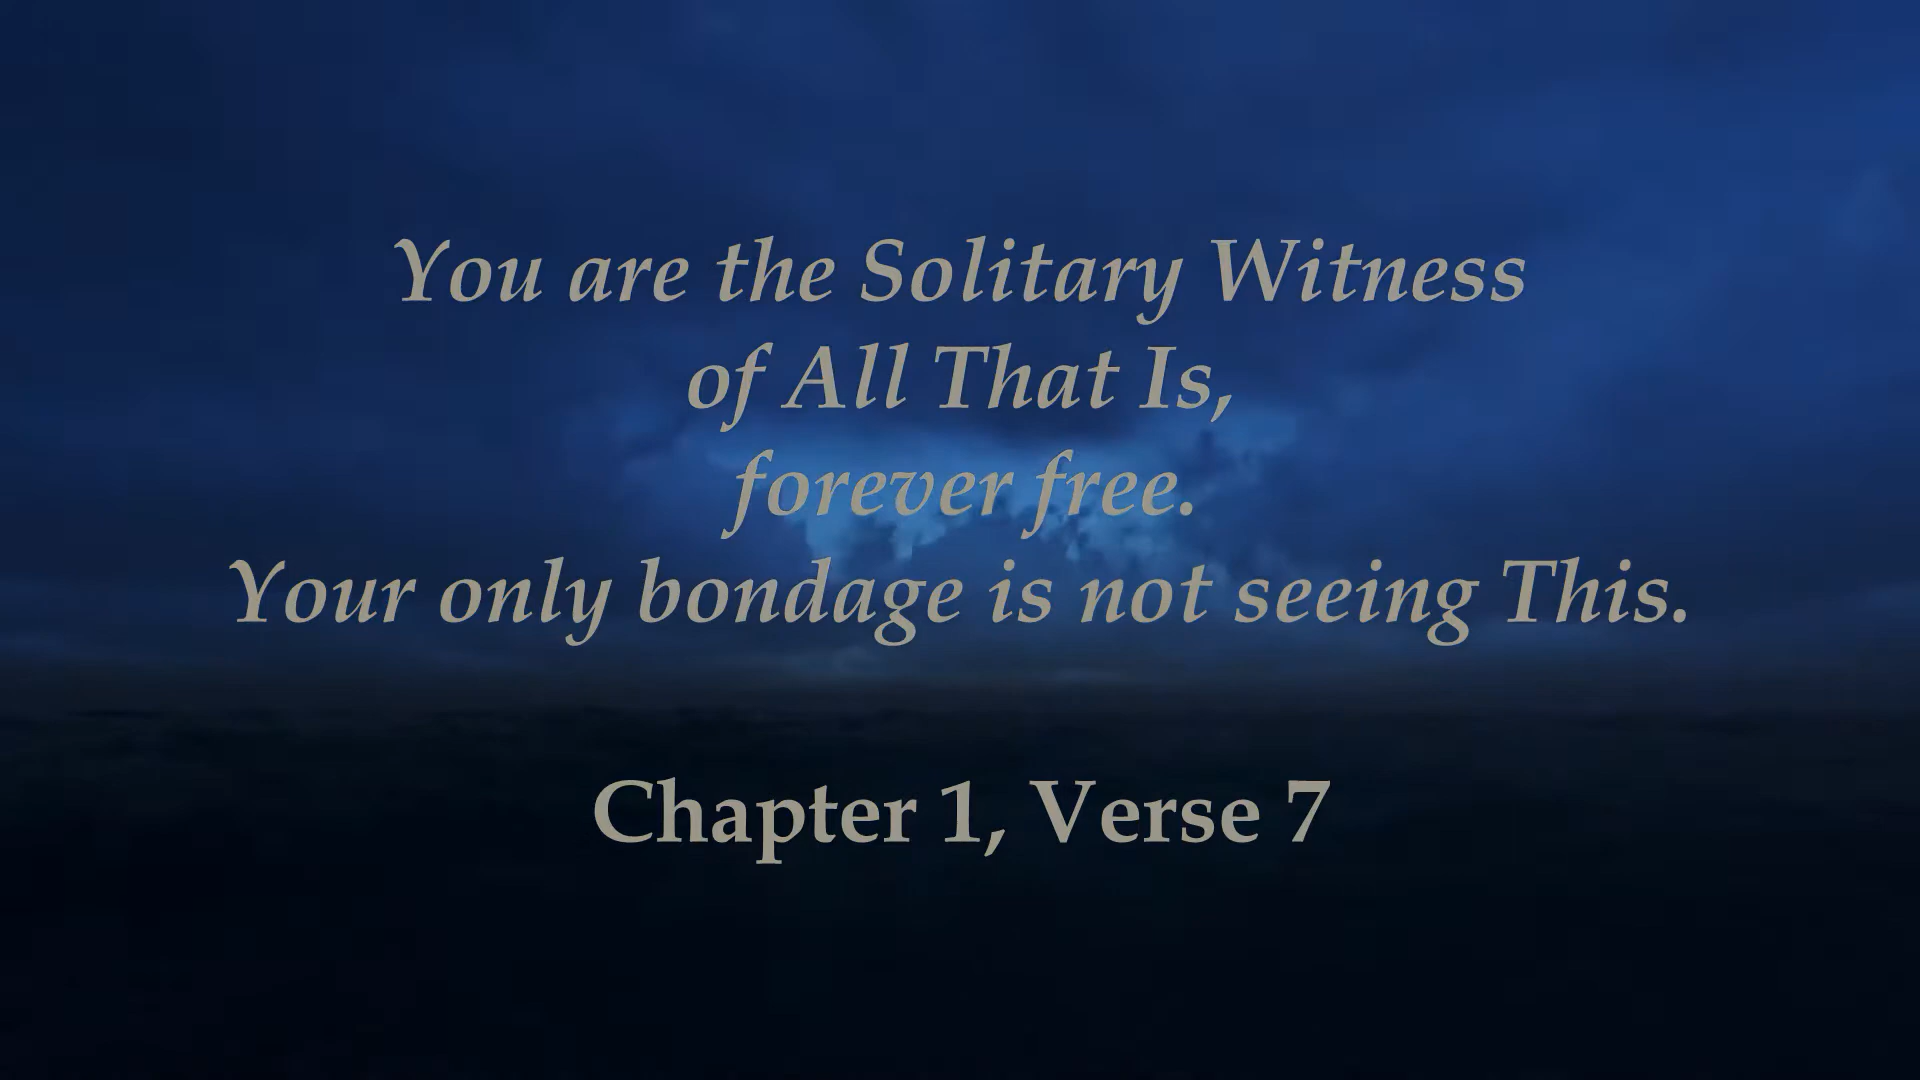 You are the Solitary Witness
of All That Is,
forever free.
Your only bondage is not seeing This.
Chapter 1, Verse 7